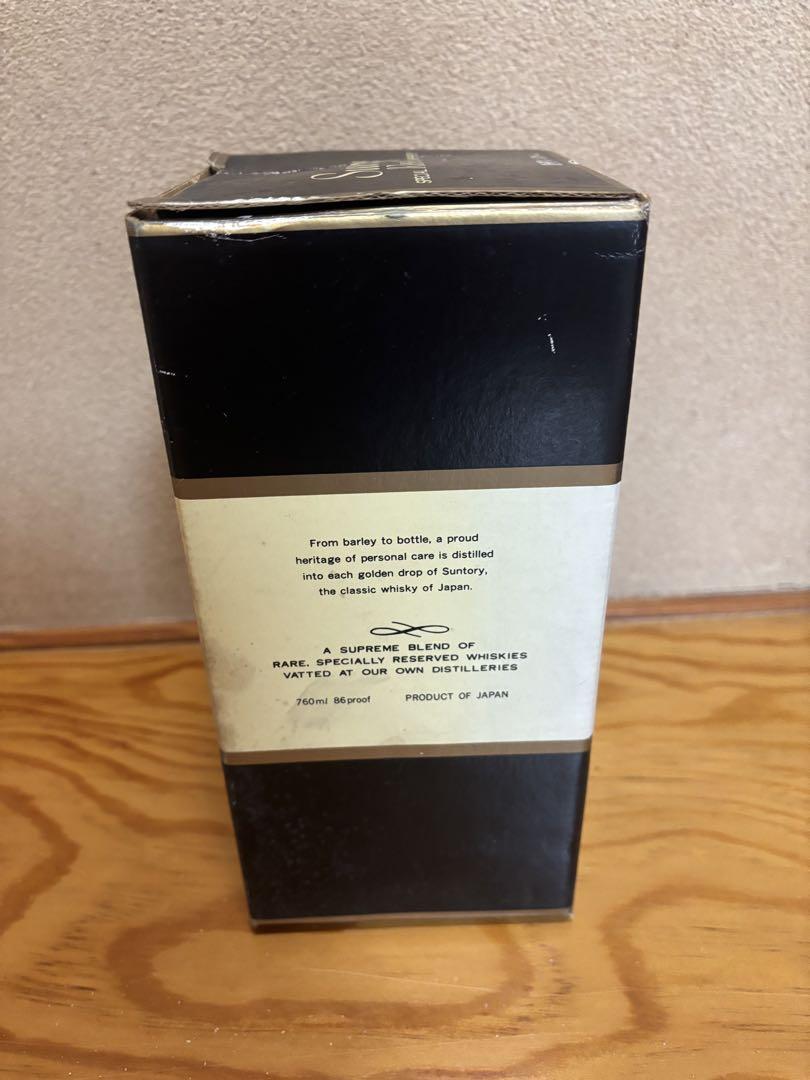 SPECIAL
From barley to bottle, a proud
heritage of personal care is distilled
into each golden drop of Suntory,
the classic whisky of Japan.
A SUPREME BLEND OF
RARE, SPECIALLY RESERVED WHISKIES
VATTED AT OUR OWN DISTILLERIES
760ml 86proof PRODUCT OF JAPAN